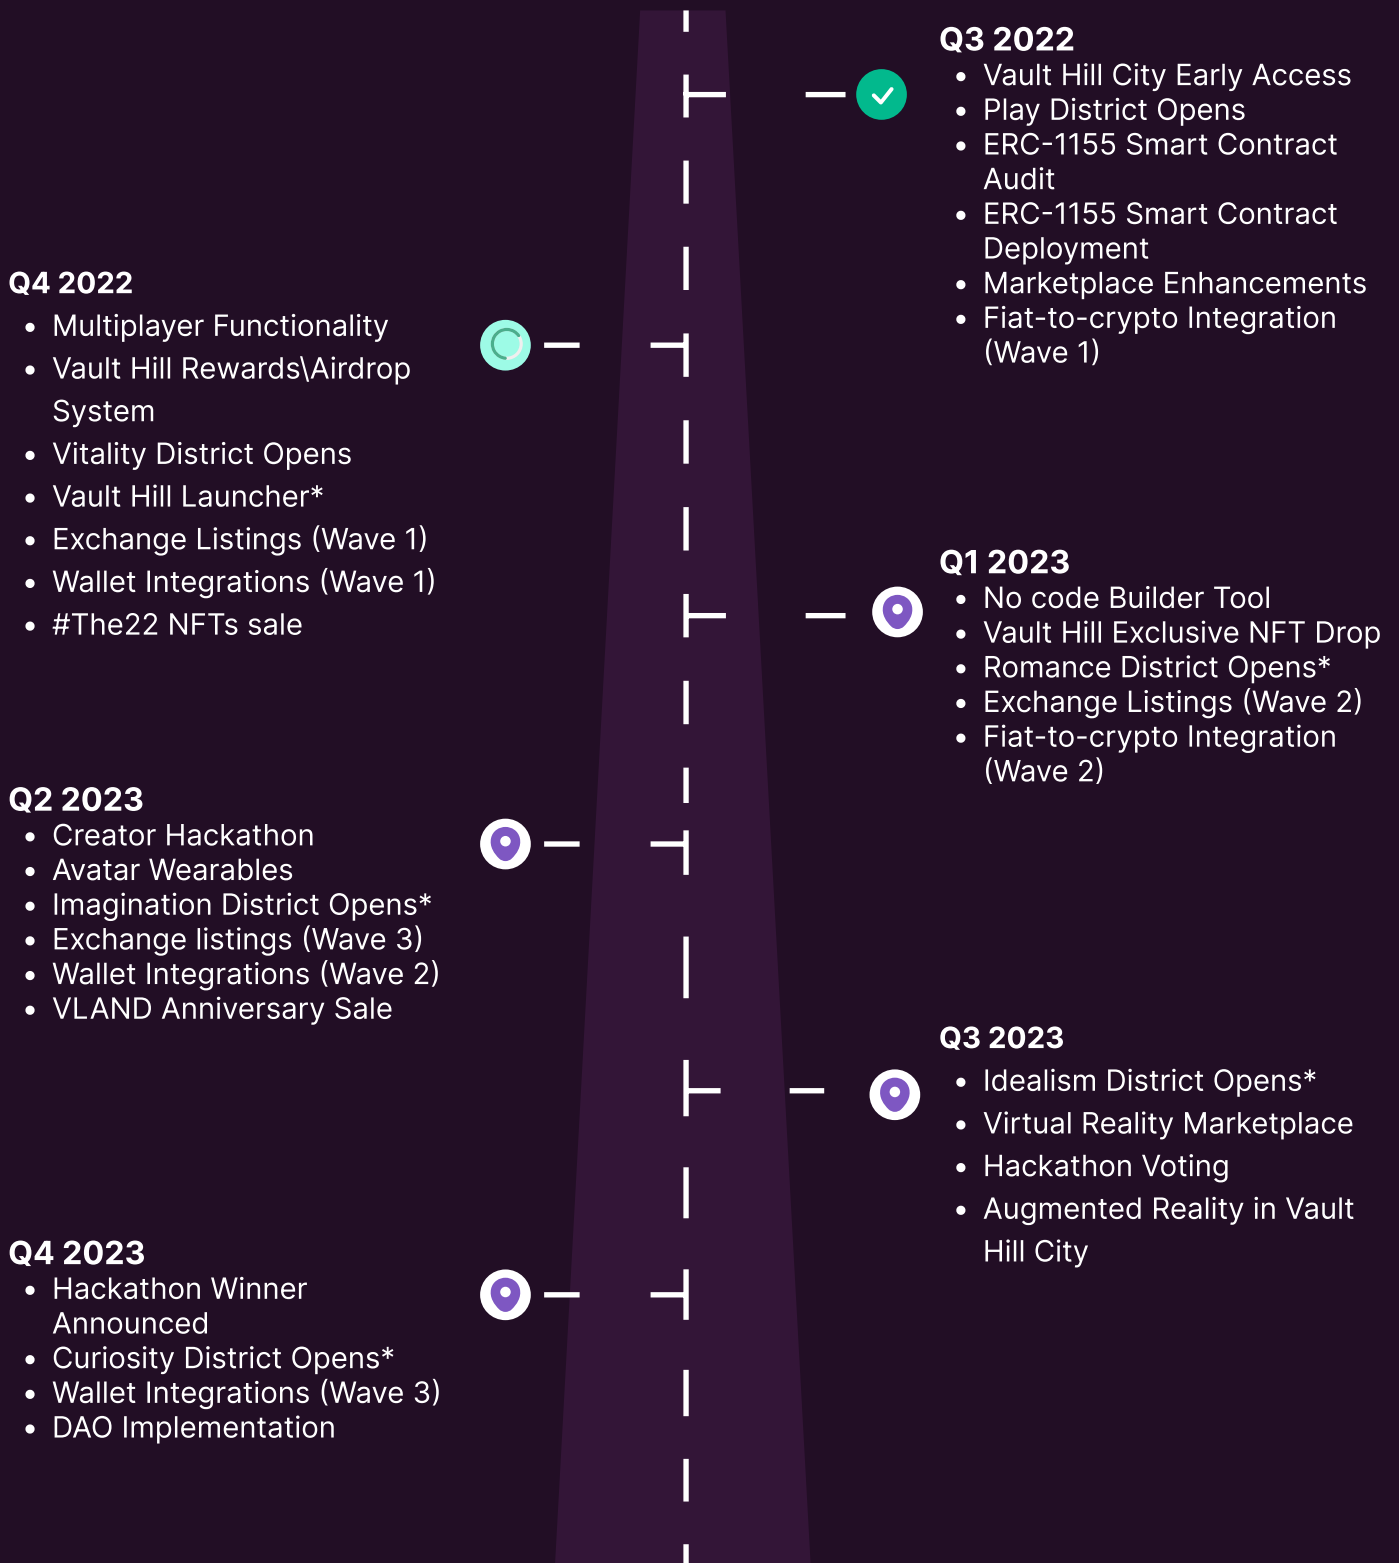 Q3 2022
• Vault Hill City Early Access
• Play District Opens
• ERC-1155 Smart Contract
Audit
• ERC-1155 Smart Contract
Deployment
• Marketplace Enhancements
• Fiat-to-crypto Integration
(Wave 1)
Q4 2022
• Multiplayer Functionality
• Vault Hill Rewards\Airdrop
System
• Vitality District Opens
• Vault Hill Launcher*
• Exchange Listings (Wave 1)
• Wallet Integrations (Wave 1)
• #The22 NFTs sale
Q1 2023
• No code Builder Tool
• Vault Hill Exclusive NFT Drop
• Romance District Opens*
• Exchange Listings (Wave 2)
• Fiat-to-crypto Integration
(Wave 2)
Q2 2023
• Creator Hackathon
• Avatar Wearables
• Imagination District Opens*
• Exchange listings (Wave 3)
• Wallet Integrations (Wave 2)
• VLAND Anniversary Sale
Q3 2023
• Idealism District Opens*
• Virtual Reality Marketplace
• Hackathon Voting
• Augmented Reality in Vault
Hill City
Q4 2023
• Hackathon Winner
Announced
• Curiosity District Opens*
• Wallet Integrations (Wave 3)
• DAO Implementation